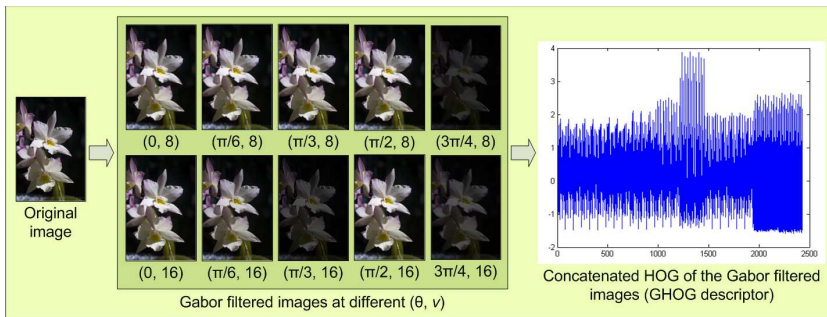 Original
image
(0, 8) (π/6, 8) (π/3, 8) (π/2, 8) (3π/4, 8)
(0, 16) (π/6, 16) (π/3, 16) (π/2, 16) 3π/4, 16)
Gabor filtered images at different (θ, v)
4
3
2
1
0
-1
-2
0 500 1000 1500 2000 2500
Concatenated HOG of the Gabor filtered
images (GHOG descriptor)